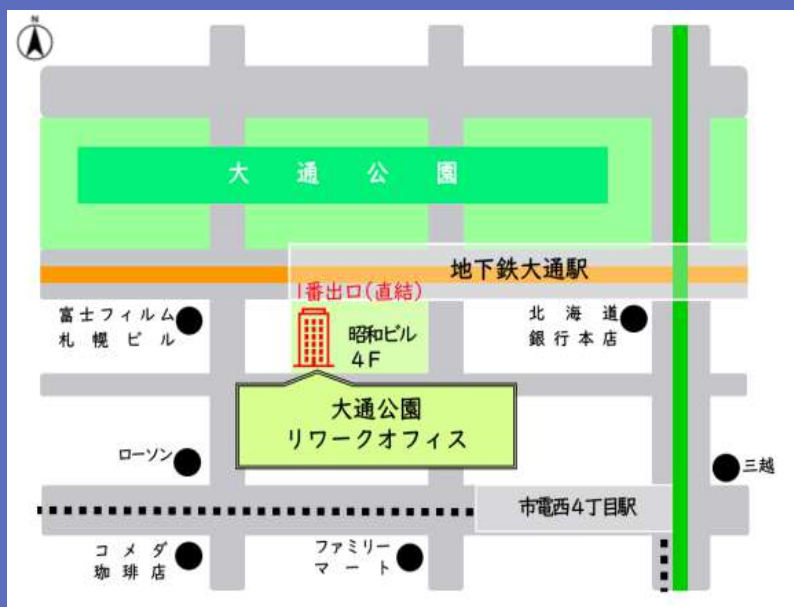 N
大通公園
地下鉄大通駅
1番出口(直結)
富士フィルム
札幌ビル
昭和ビル
4F
北海道
銀行本店
大通公園
リワークオフィス
ローソン
三越
市電西4丁目駅
コメダ
珈琲店
ファミリー
マート